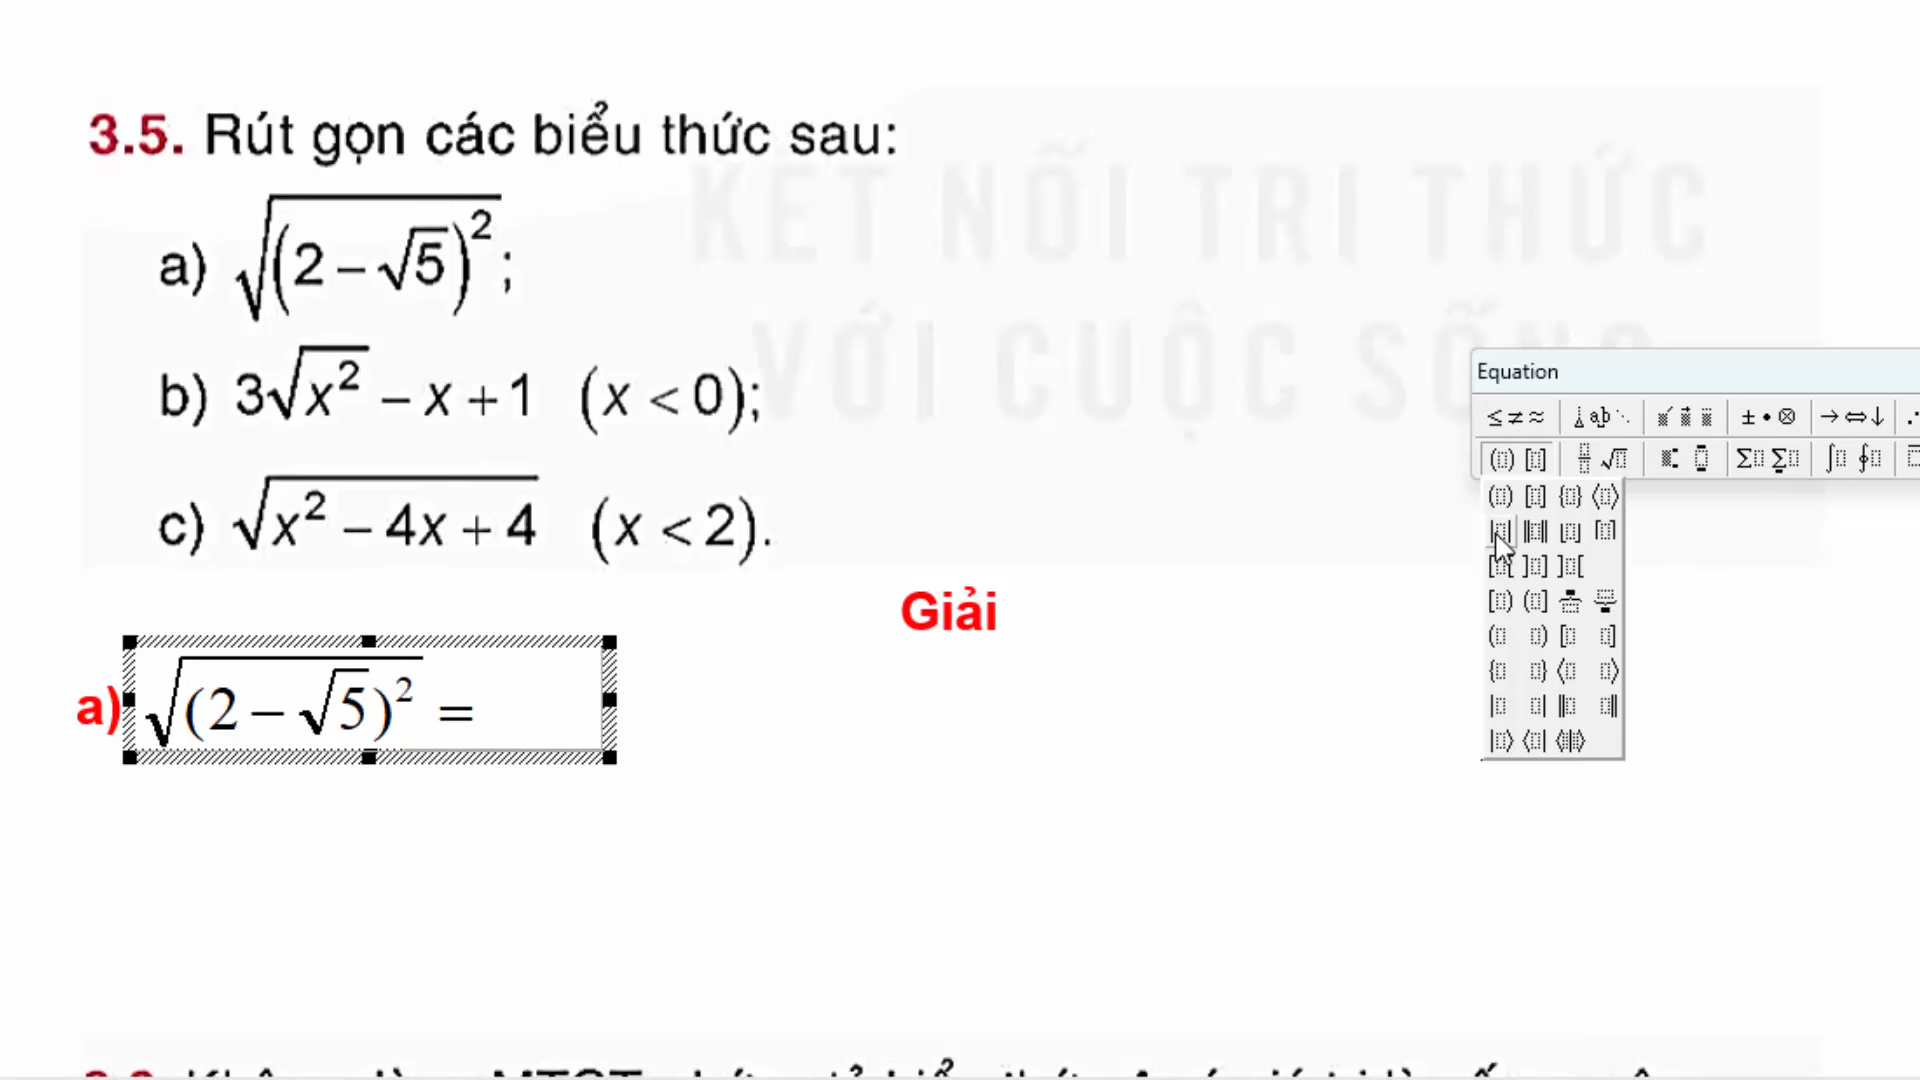 3.5. Rút gọn các biểu thức sau:
KẾT NỐI TRI THỨC
VỚI CUỘC SỐNG
a) √((2 – √5)²);
b) 3√(x²) – x + 1 (x < 0);
c) √(x² – 4x + 4) (x < 2).
Equation
Giải
a) √((2 – √5)²) =